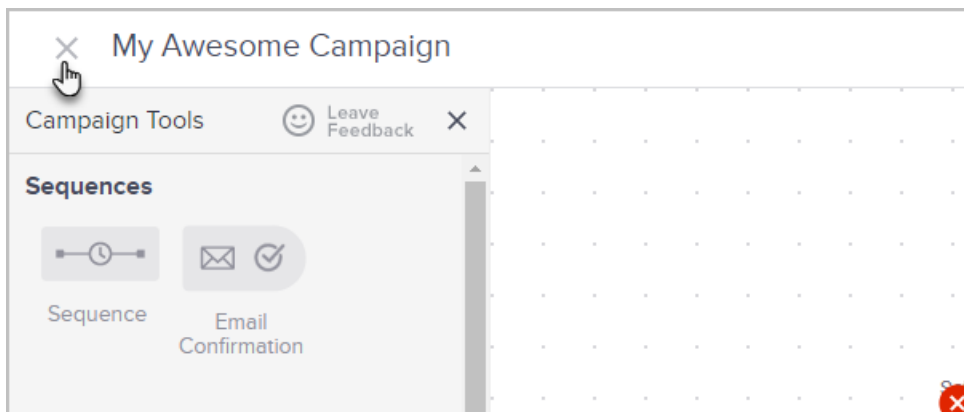 My Awesome Campaign
Campaign Tools
Leave
Feedback
Sequences
Sequence
Email
Confirmation